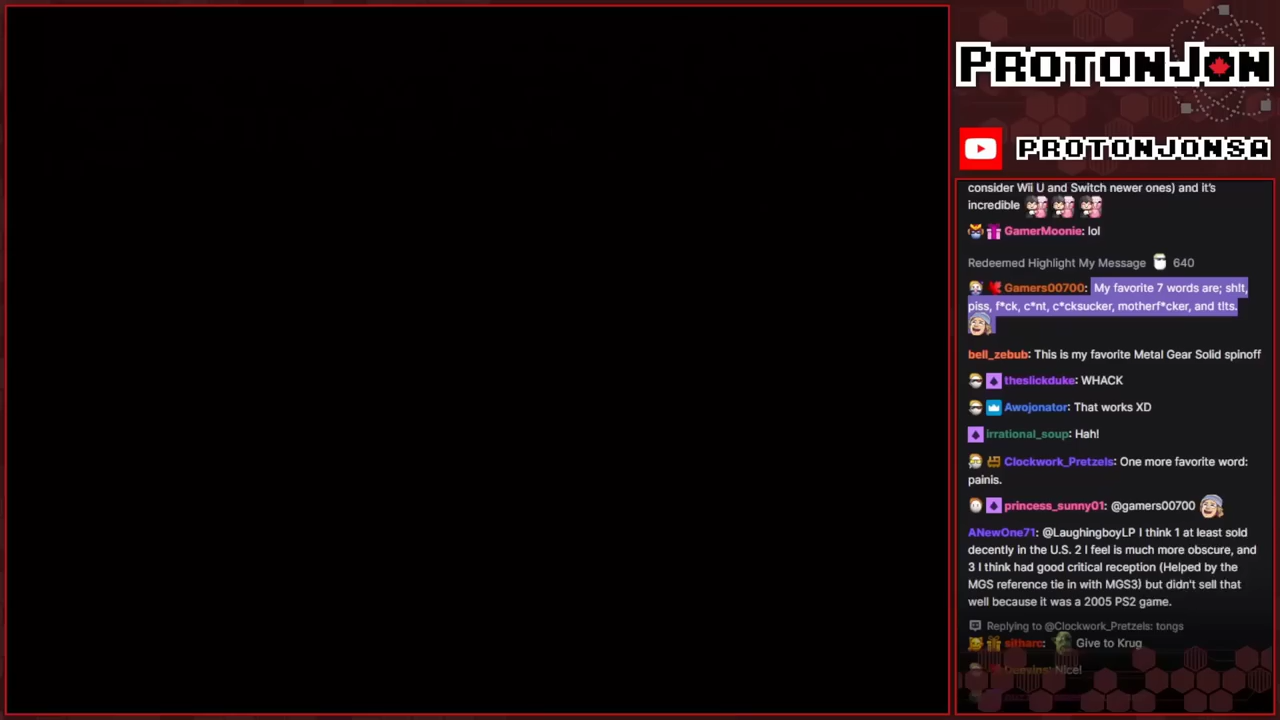 PROTONJON
PROTONJONSA
consider Wii U and Switch newer ones) and it's
incredible
GamerMoonie: lol
Redeemed Highlight My Message 640
Gamers00700: My favorite 7 words are; sh!t,
piss, f*ck, c*nt, c*cksucker, motherf*cker, and t!ts.
bell_zebub: This is my favorite Metal Gear Solid spinoff
theslickduke: WHACK
Awojonator: That works XD
irrational_soup: Hah!
Clockwork_Pretzels: One more favorite word:
painis.
princess_sunny01: @gamers00700
ANewOne71: @LaughingboyLP I think 1 at least sold
decently in the U.S. 2 I feel is much more obscure, and
3 I think had good critical reception (Helped by the
MGS reference tie in with MGS3) but didn't sell that
well because it was a 2005 PS2 game.
Replying to @Clockwork_Pretzels: tongs
sitharc: Give to Krug
Nice!